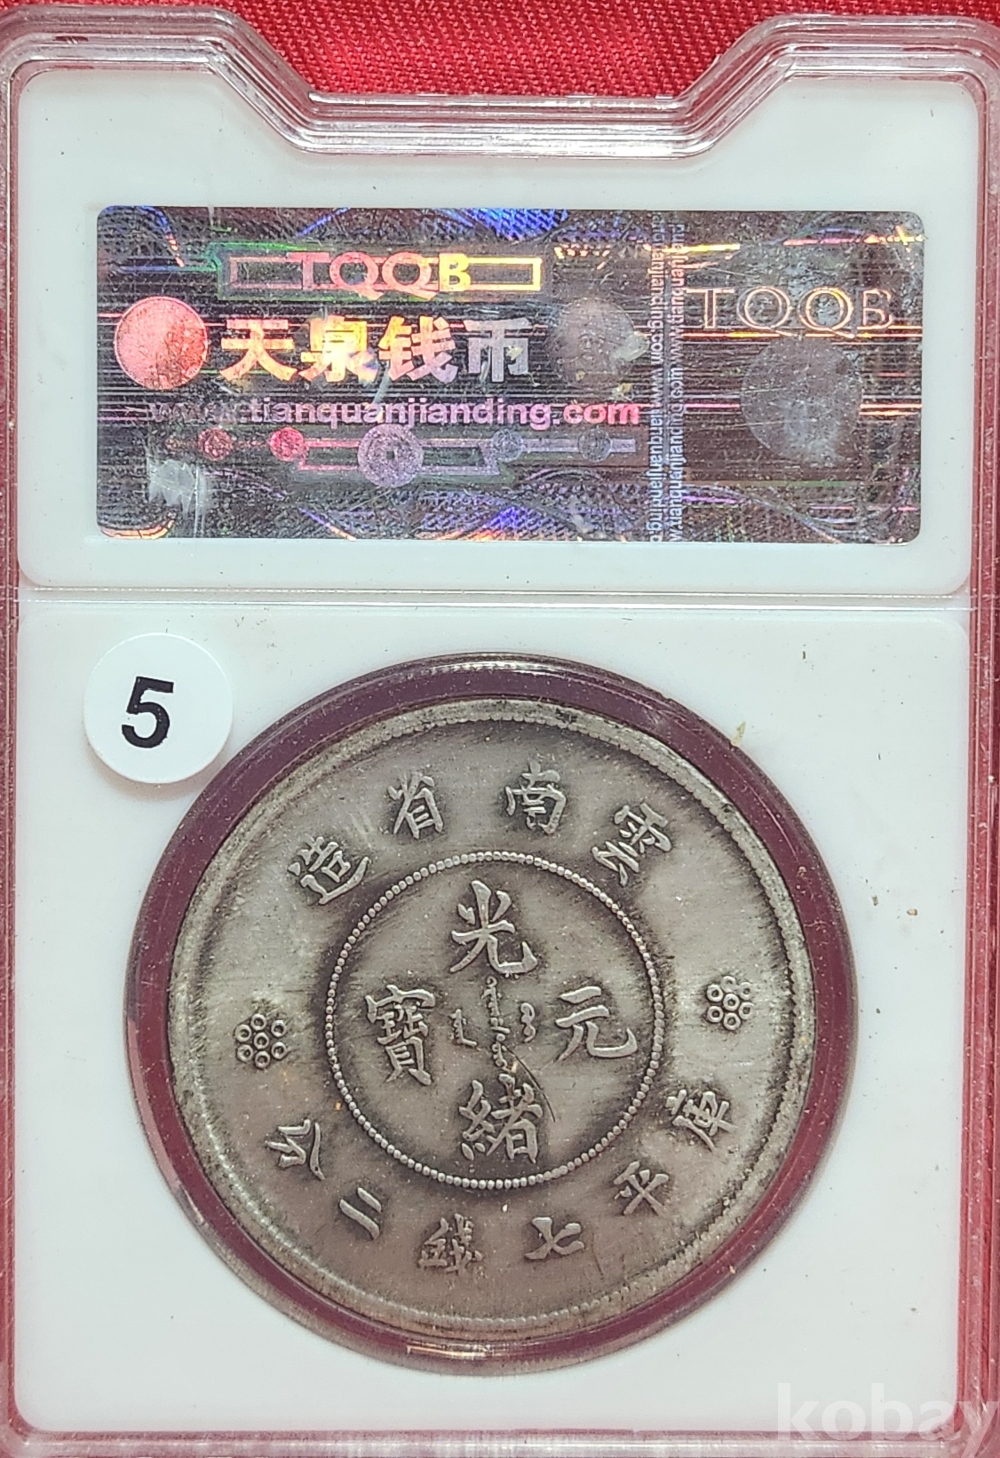 TQQB
天泉钱币
www.tianquanjianding.com
TQQB
5
造省南雲
光
寶 元
緒
庫平七錢二分
kobay